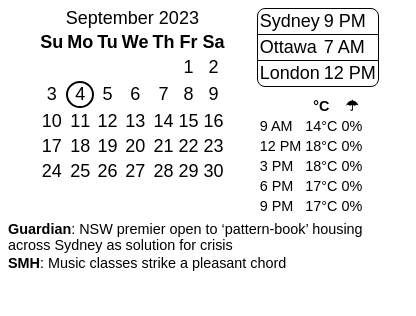 September 2023
Su Mo Tu We Th Fr Sa
1 2
3 4 5 6 7 8 9
10 11 12 13 14 15 16
17 18 19 20 21 22 23
24 25 26 27 28 29 30
Sydney 9 PM
Ottawa 7 AM
London 12 PM
°C ☂
9 AM 14°C 0%
12 PM 18°C 0%
3 PM 18°C 0%
6 PM 17°C 0%
9 PM 17°C 0%
Guardian: NSW premier open to ‘pattern-book’ housing
across Sydney as solution for crisis
SMH: Music classes strike a pleasant chord